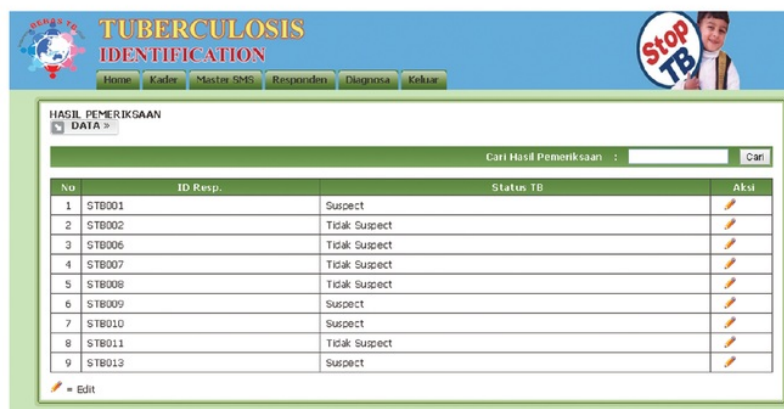 BEBAS TB
TUBERCULOSIS
IDENTIFICATION
Stop TB
Home Kader Master SMS Responden Diagnosa Keluar
HASIL PEMERIKSAAN
DATA »
Cari Hasil Pemeriksaan : Cari
No ID Resp. Status TB Aksi
1 STB001 Suspect
2 STB002 Tidak Suspect
3 STB006 Tidak Suspect
4 STB007 Tidak Suspect
5 STB008 Tidak Suspect
6 STB009 Suspect
7 STB010 Suspect
8 STB011 Tidak Suspect
9 STB013 Suspect
= Edit